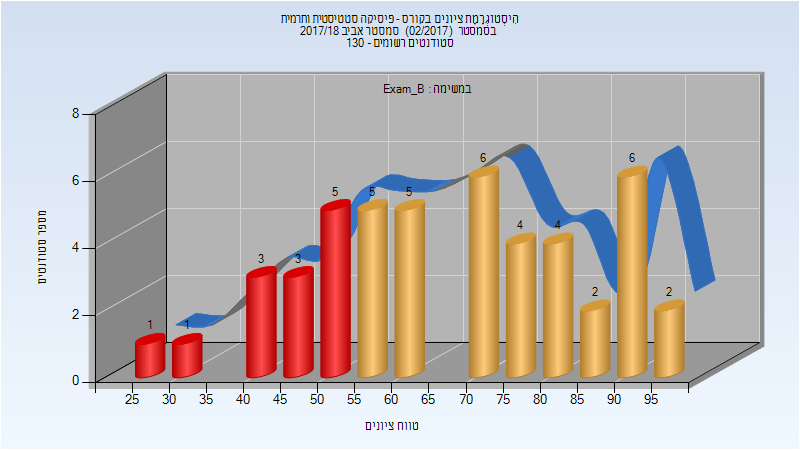 היסטוגרמת ציונים בקורס - פיסיקה סטטיסטית ותרמית
בסמסטר (02/2017) סמסטר אביב 2017/18
סטודנטים רשומים - 130
במשימה : Exam_B
8
6
4
2
0
מספר סטודנטים
1 1 3 3 5 5 5 6 4 4 2 6 2
25 30 35 40 45 50 55 60 65 70 75 80 85 90 95
טווח ציונים